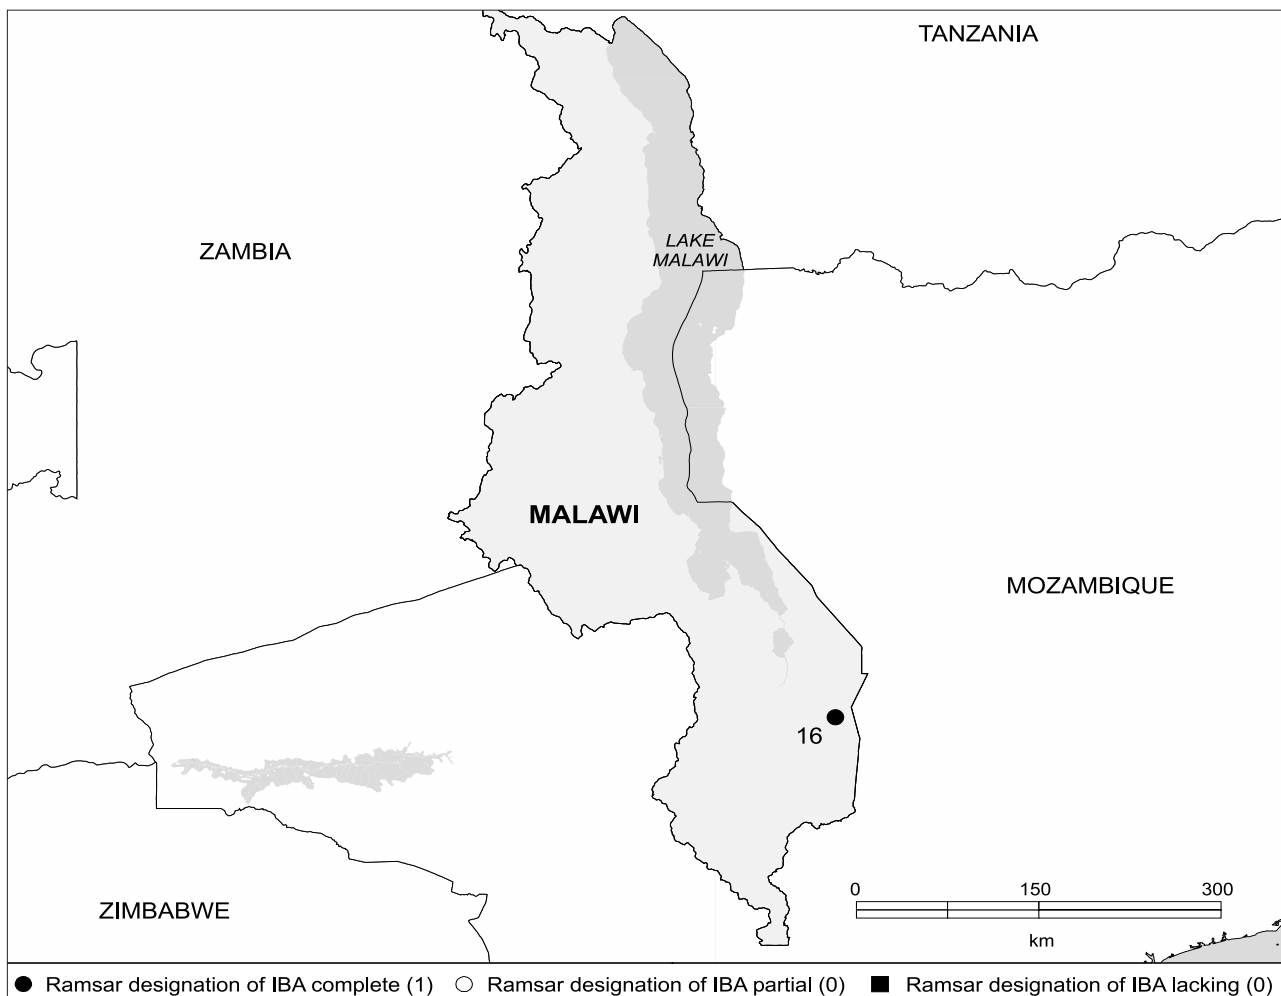 TANZANIA
ZAMBIA
LAKE
MALAWI
MALAWI
MOZAMBIQUE
16
ZIMBABWE
0 150 300
km
Ramsar designation of IBA complete (1) Ramsar designation of IBA partial (0) Ramsar designation of IBA lacking (0)